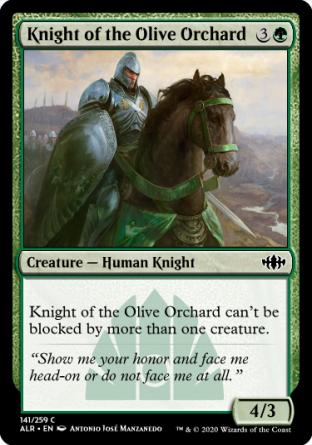 Knight of the Olive Orchard 3
Creature — Human Knight
Knight of the Olive Orchard can't be
blocked by more than one creature.
“Show me your honor and face me
head-on or do not face me at all.”
4/3
141/259 C
ALR • EN Antonio José Manzanedo ™ & © 2020 Wizards of the Coast